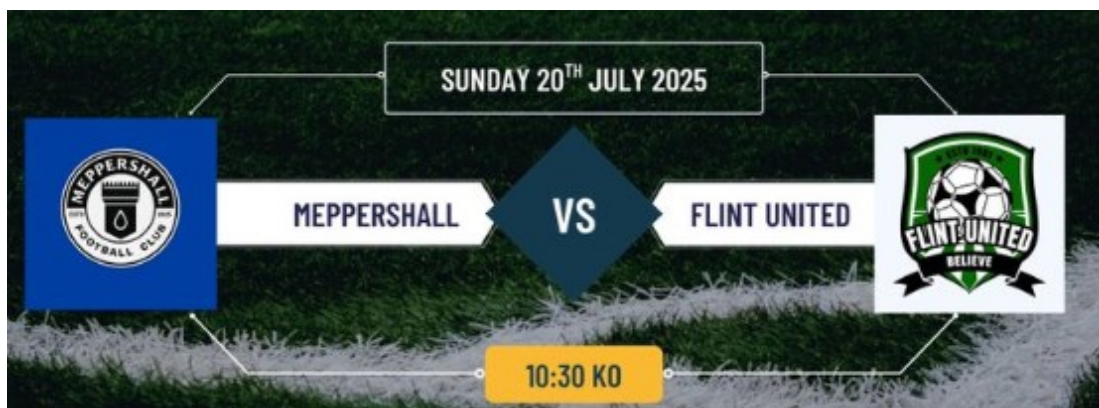 SUNDAY 20TH JULY 2025
MEPPERSHALL
FOOTBALL CLUB
MEPPERSHALL
VS
FLINT UNITED
FLINT UNITED
BELIEVE
10:30 KO